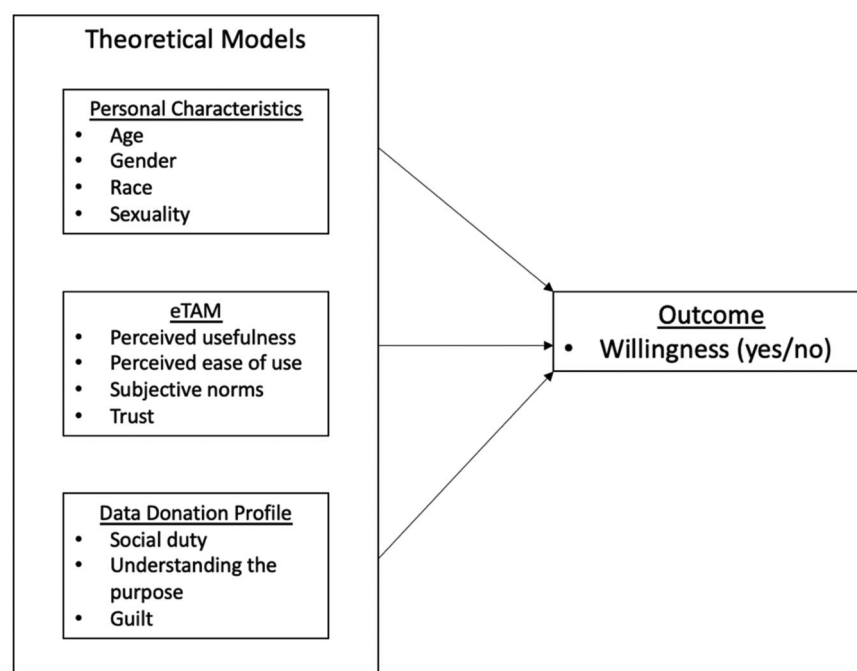 Theoretical Models
Personal Characteristics
• Age
• Gender
• Race
• Sexuality
eTAM
• Perceived usefulness
• Perceived ease of use
• Subjective norms
• Trust
Data Donation Profile
• Social duty
• Understanding the
purpose
• Guilt
Outcome
• Willingness (yes/no)